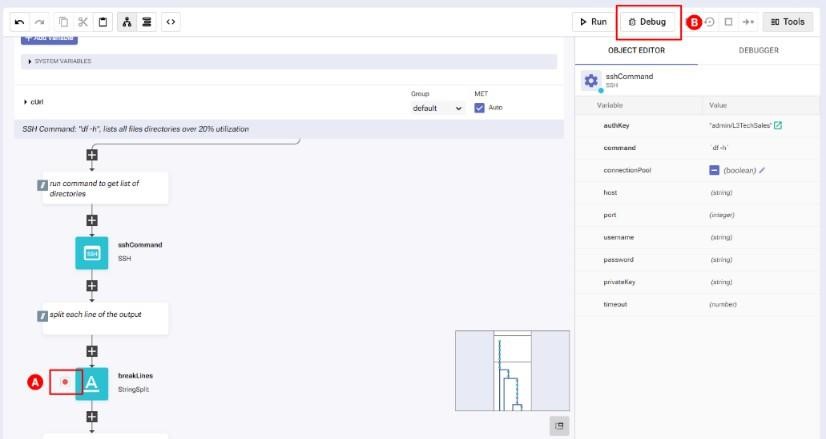 Run
Debug
B
Tools
Add Variable
SYSTEM VARIABLES
cUrl
Group
default
MET
Auto
SSH Command: "df -h", lists all files directories over 20% utilization
run command to get list of
directories
SSH
sshCommand
SSH
split each line of the output
A
A
breakLines
StringSplit
OBJECT EDITOR
DEBUGGER
sshCommand
SSH
Variable
Value
authKey
"admin/L3TechSales"
command
`df -h`
connectionPool
(boolean)
host
(string)
port
(integer)
username
(string)
password
(string)
privateKey
(string)
timeout
(number)